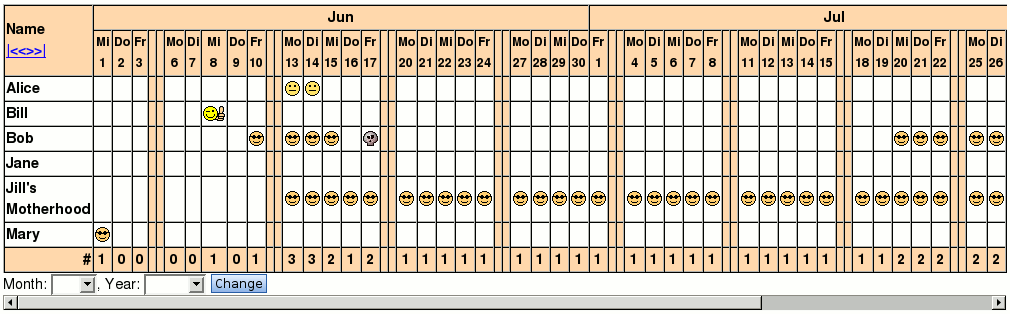 Jun Jul
Name
|<<>>|
Mi Do Fr Mo Di Mi Do Fr Mo Di Mi Do Fr Mo Di Mi Do Fr Mo Di Mi Do Fr Mo Di Mi Do Fr Mo Di Mi Do Fr Mo Di
1 2 3 6 7 8 9 10 13 14 15 16 17 20 21 22 23 24 27 28 29 30 1 4 5 6 7 8 11 12 13 14 15 18 19 20 21 22 25 26
Alice
Bill
Bob
Jane
Jill's
Motherhood
Mary
# 1 0 0 0 0 1 0 1 3 3 2 1 2 1 1 1 1 1 1 1 1 1 1 1 1 1 1 1 1 1 1 1 1 1 1 2 2 2 2 2
Month: , Year: Change